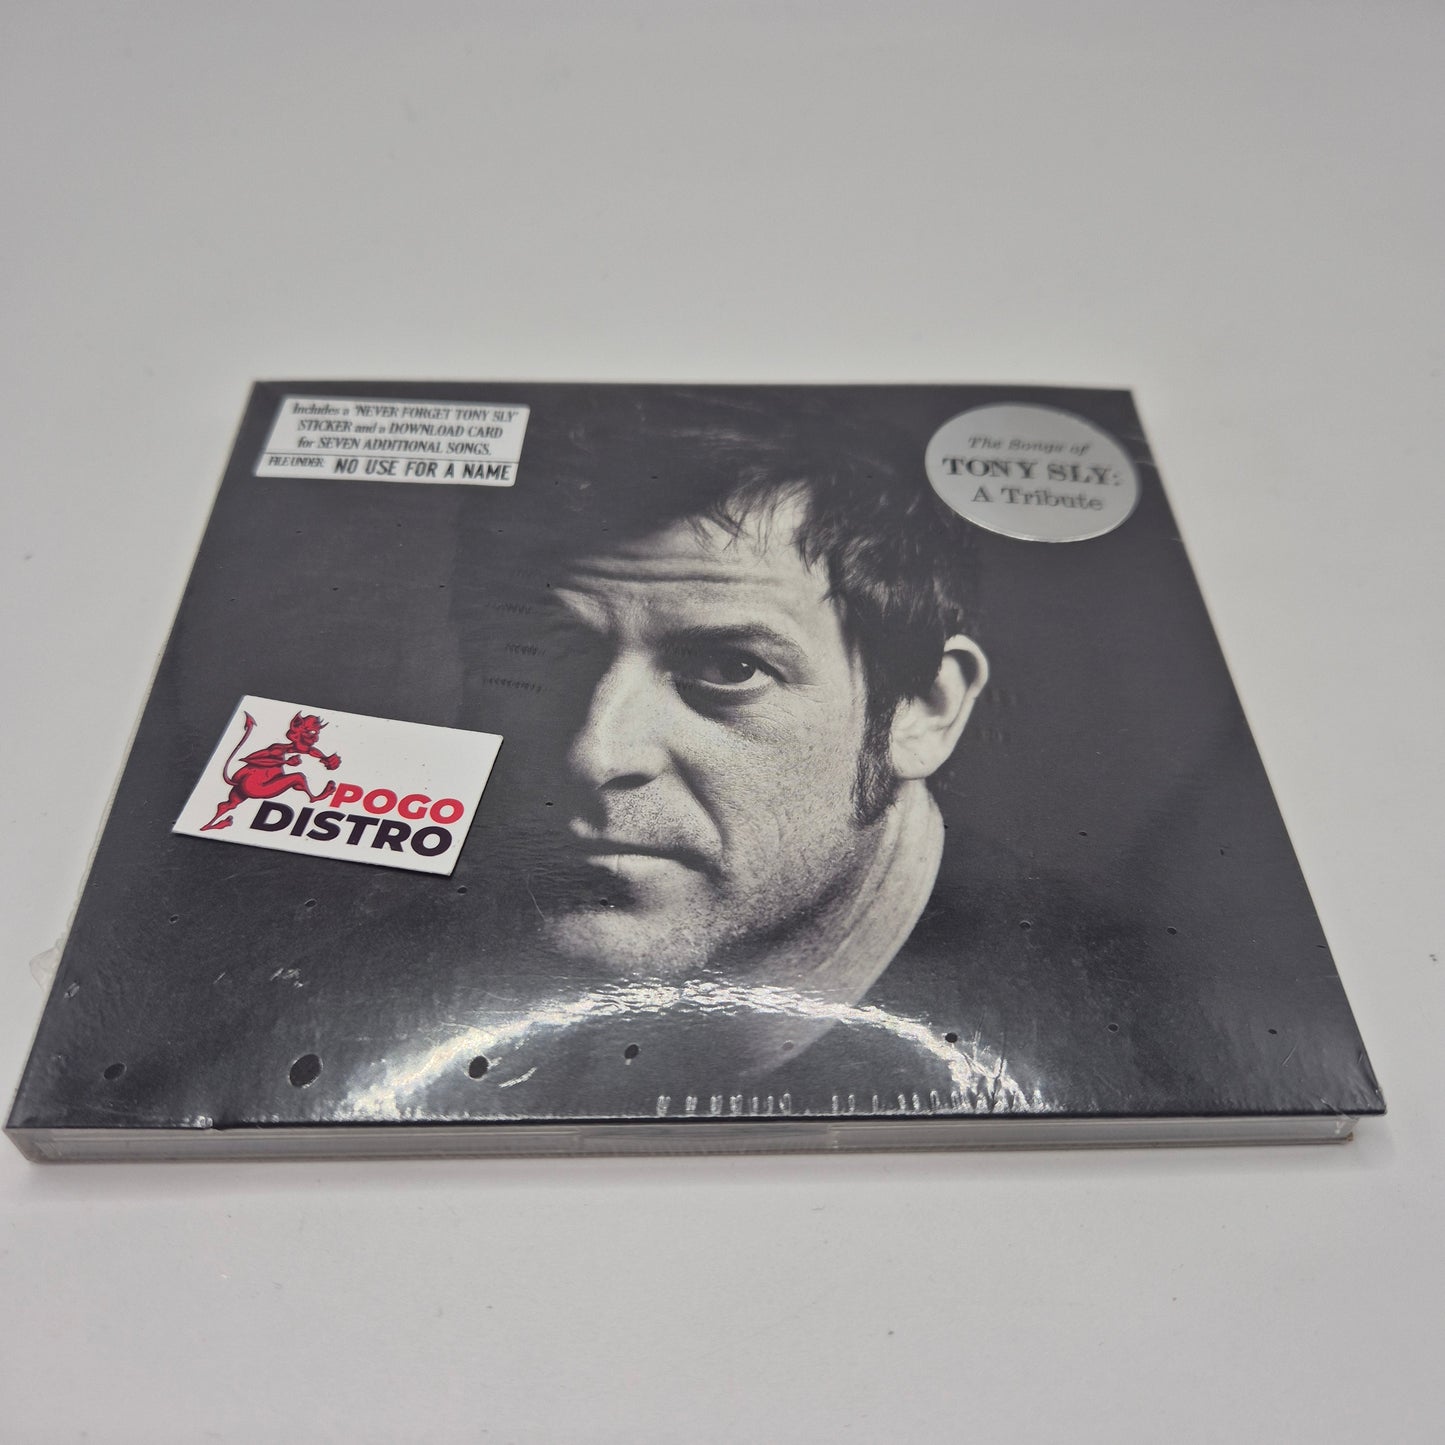 Includes a 'NEVER FORGET TONY SLY'
STICKER and a DOWNLOAD CARD
for SEVEN ADDITIONAL SONGS.
FILE UNDER: NO USE FOR A NAME
The Songs of
TONY SLY:
A Tribute
POGO
DISTRO